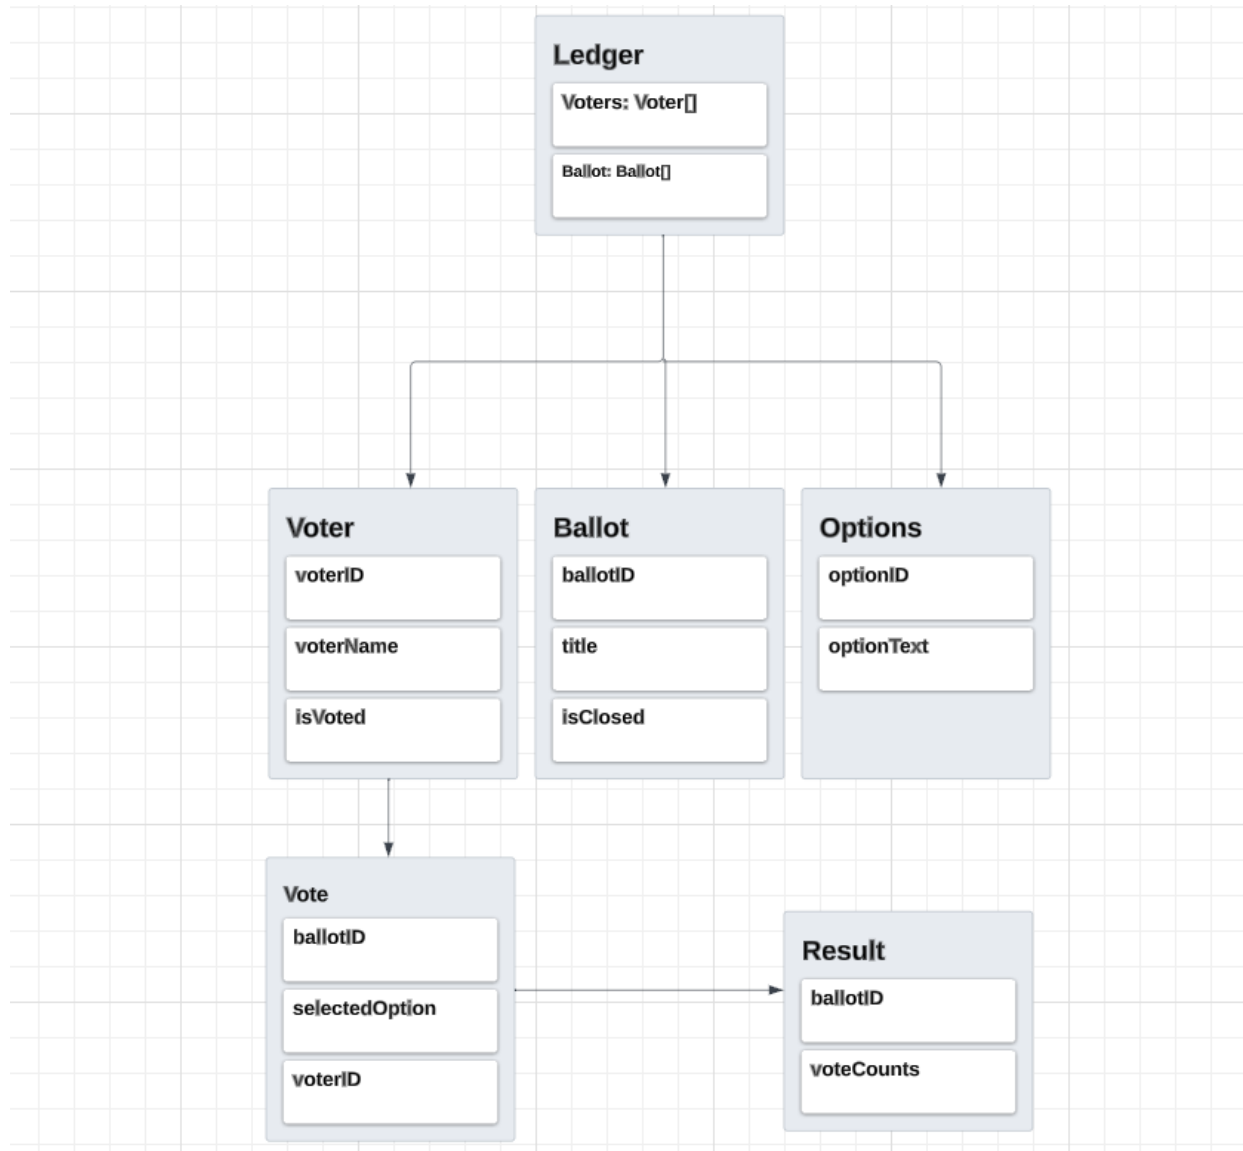 Ledger
Voters: Voter[]
Ballot: Ballot[]
Voter
voterID
voterName
isVoted
Ballot
ballotID
title
isClosed
Options
optionID
optionText
Vote
ballotID
selectedOption
voterID
Result
ballotID
voteCounts